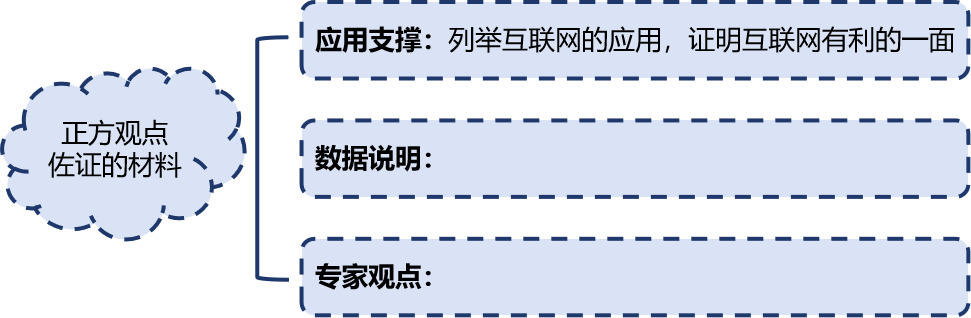 正方观点
佐证的材料
应用支撑：列举互联网的应用，证明互联网有利的一面
数据说明：
专家观点：